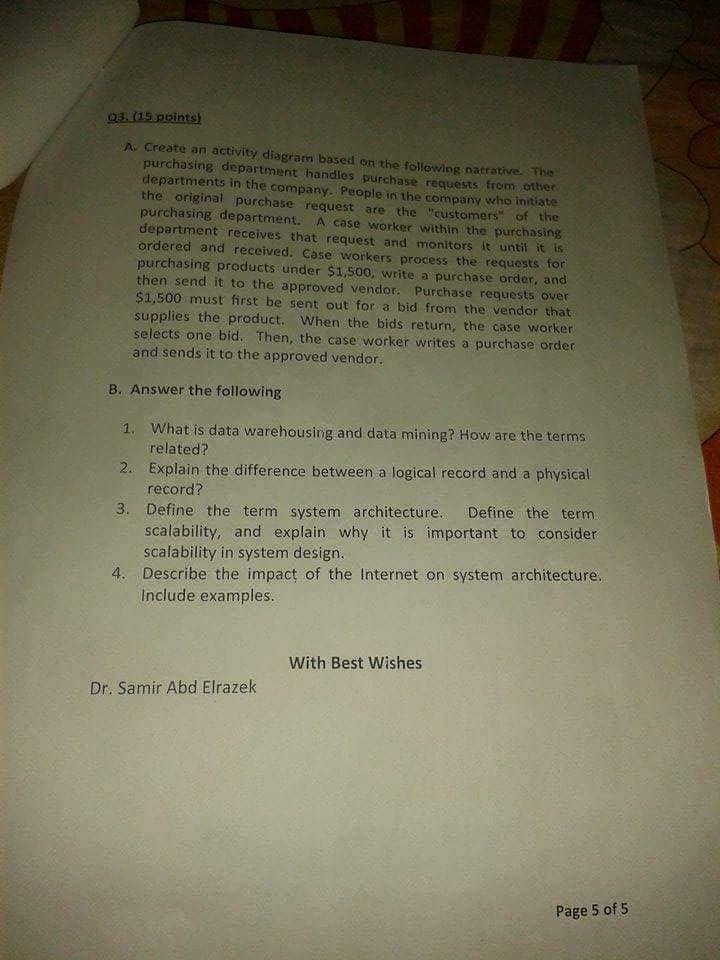 Q3. (15 points)
A. Create an activity diagram based on the following narrative. The
purchasing department handles purchase requests from other
departments in the company. People in the company who initiate
the original purchase request are the "customers" of the
purchasing department. A case worker within the purchasing
department receives that request and monitors it until it is
ordered and received. Case workers process the requests for
purchasing products under $1,500, write a purchase order, and
then send it to the approved vendor. Purchase requests over
$1,500 must first be sent out for a bid from the vendor that
supplies the product. When the bids return, the case worker
selects one bid. Then, the case worker writes a purchase order
and sends it to the approved vendor.
B. Answer the following
1. What is data warehousing and data mining? How are the terms
related?
2. Explain the difference between a logical record and a physical
record?
3. Define the term system architecture. Define the term
scalability, and explain why it is important to consider
scalability in system design.
4. Describe the impact of the Internet on system architecture.
Include examples.
With Best Wishes
Dr. Samir Abd Elrazek
Page 5 of 5